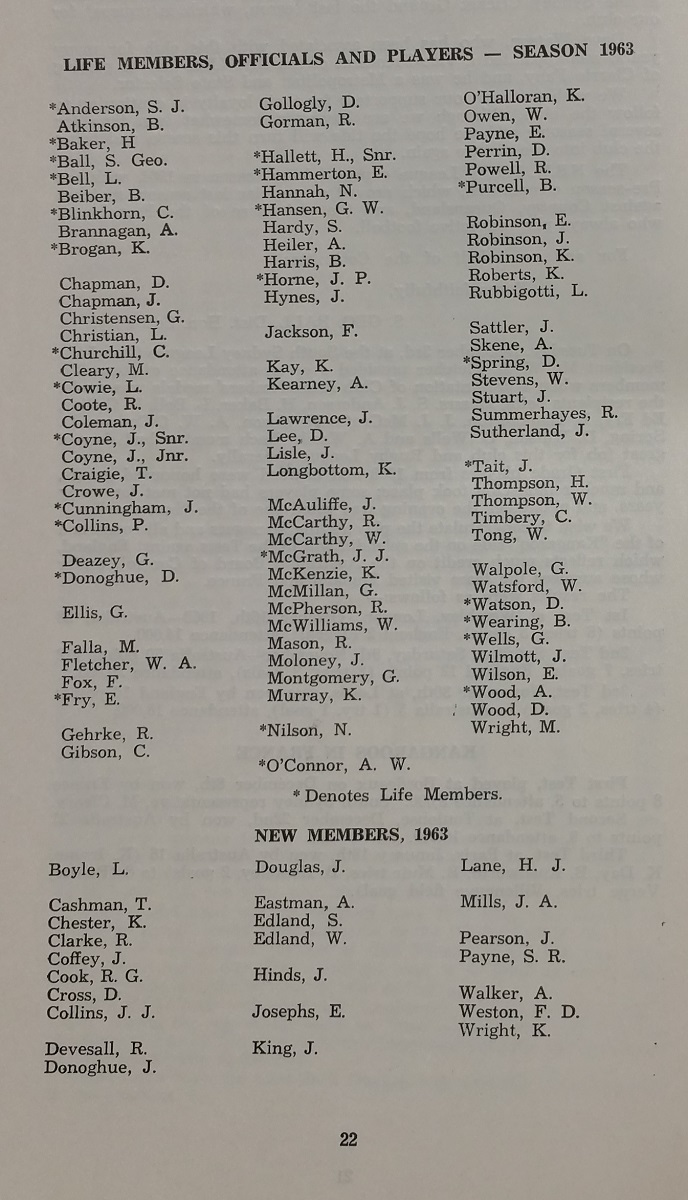 LIFE MEMBERS, OFFICIALS AND PLAYERS — SEASON 1963
*Anderson, S. J.
Atkinson, B.
*Baker, H
*Ball, S. Geo.
*Bell, L.
Beiber, B.
*Blinkhorn, C.
Brannagan, A.
*Brogan, K.
Chapman, D.
Chapman, J.
Christensen, G.
Christian, L.
*Churchill, C.
Cleary, M.
*Cowie, L.
Coote, R.
Coleman, J.
*Coyne, J., Snr.
Coyne, J., Jnr.
Craigie, T.
Crowe, J.
*Cunningham, J.
*Collins, P.
Deazey, G.
*Donoghue, D.
Ellis, G.
Falla, M.
Fletcher, W. A.
Fox, F.
*Fry, E.
Gehrke, R.
Gibson, C.
Gollogly, D.
Gorman, R.
*Hallett, H., Snr.
*Hammerton, E.
Hannah, N.
*Hansen, G. W.
Hardy, S.
Heiler, A.
Harris, B.
*Horne, J. P.
Hynes, J.
Jackson, F.
Kay, K.
Kearney, A.
Lawrence, J.
Lee, D.
Lisle, J.
Longbottom, K.
McAuliffe, J.
McCarthy, R.
McCarthy, W.
*McGrath, J. J.
McKenzie, K.
McMillan, G.
McPherson, R.
McWilliams, W.
Mason, R.
Moloney, J.
Montgomery, G.
Murray, K.
*Nilson, N.
*O'Connor, A. W.
O'Halloran, K.
Owen, W.
Payne, E.
Perrin, D.
Powell, R.
*Purcell, B.
Robinson, E.
Robinson, J.
Robinson, K.
Roberts, K.
Rubbigotti, L.
Sattler, J.
Skene, A.
*Spring, D.
Stevens, W.
Stuart, J.
Summerhayes, R.
Sutherland, J.
*Tait, J.
Thompson, H.
Thompson, W.
Timbery, C.
Tong, W.
Walpole, G.
Watsford, W.
*Watson, D.
*Wearing, B.
*Wells, G.
Wilmott, J.
Wilson, E.
*Wood, A.
Wood, D.
Wright, M.
* Denotes Life Members.
NEW MEMBERS, 1963
Boyle, L.
Cashman, T.
Chester, K.
Clarke, R.
Coffey, J.
Cook, R. G.
Cross, D.
Collins, J. J.
Devesall, R.
Donoghue, J.
Douglas, J.
Eastman, A.
Edland, S.
Edland, W.
Hinds, J.
Josephs, E.
King, J.
Lane, H. J.
Mills, J. A.
Pearson, J.
Payne, S. R.
Walker, A.
Weston, F. D.
Wright, K.
22